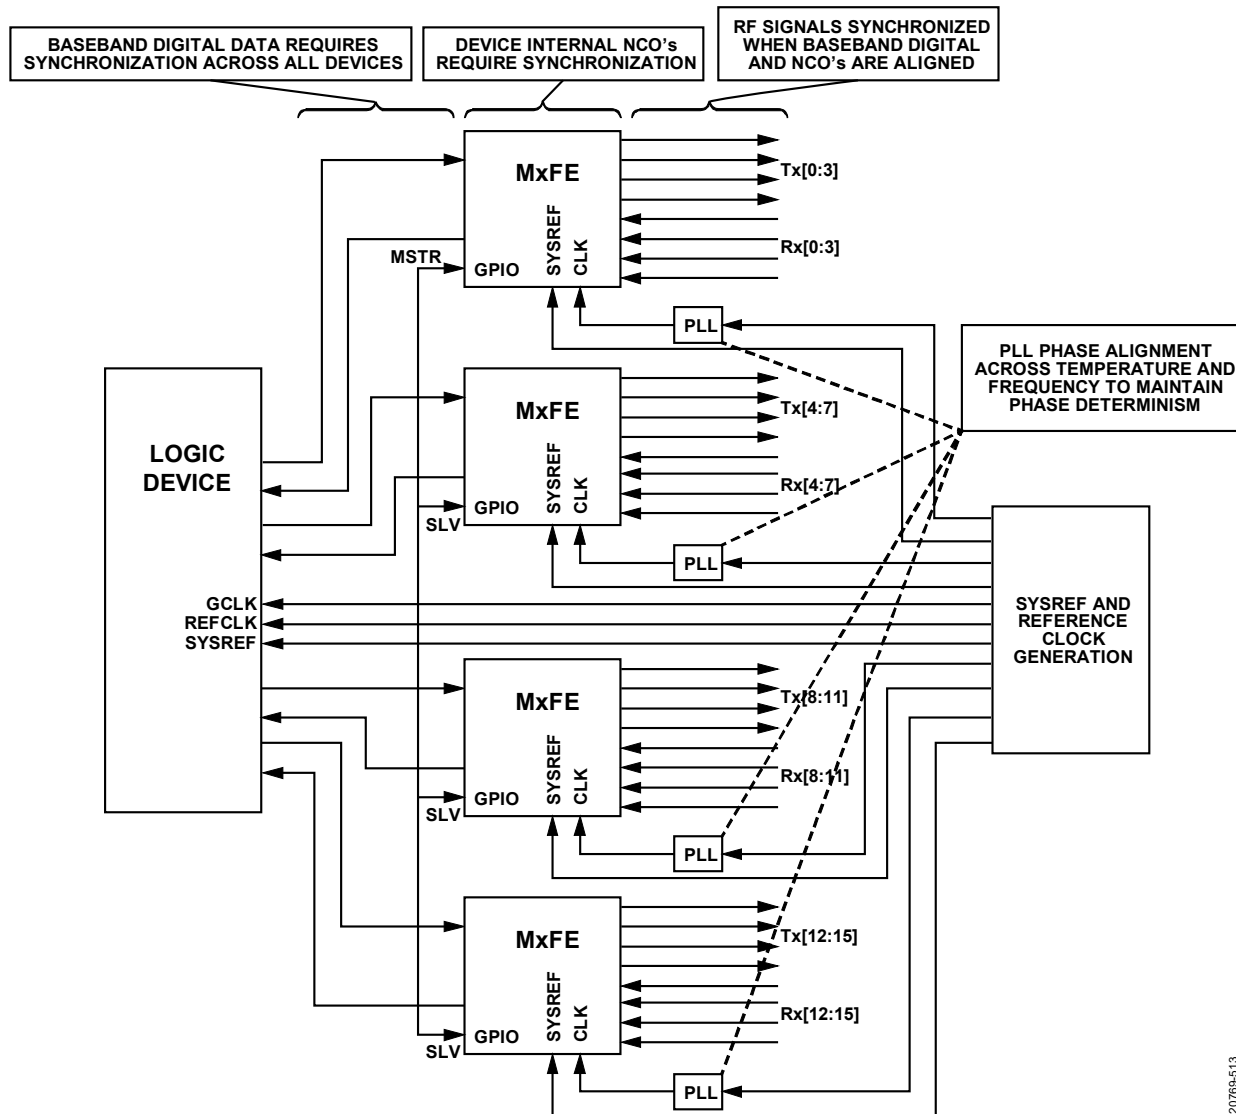 BASEBAND DIGITAL DATA REQUIRES
SYNCHRONIZATION ACROSS ALL DEVICES
DEVICE INTERNAL NCO's
REQUIRE SYNCHRONIZATION
RF SIGNALS SYNCHRONIZED
WHEN BASEBAND DIGITAL
AND NCO's ARE ALIGNED
MxFE
Tx[0:3]
Rx[0:3]
MSTR
GPIO
SYSREF
CLK
PLL
PLL PHASE ALIGNMENT
ACROSS TEMPERATURE AND
FREQUENCY TO MAINTAIN
PHASE DETERMINISM
LOGIC
DEVICE
MxFE
Tx[4:7]
Rx[4:7]
SLV
GPIO
SYSREF
CLK
PLL
GCLK
REFCLK
SYSREF
SYSREF AND
REFERENCE
CLOCK
GENERATION
MxFE
Tx[8:11]
Rx[8:11]
SLV
GPIO
SYSREF
CLK
PLL
MxFE
Tx[12:15]
Rx[12:15]
SLV
GPIO
SYSREF
CLK
PLL
20769-513